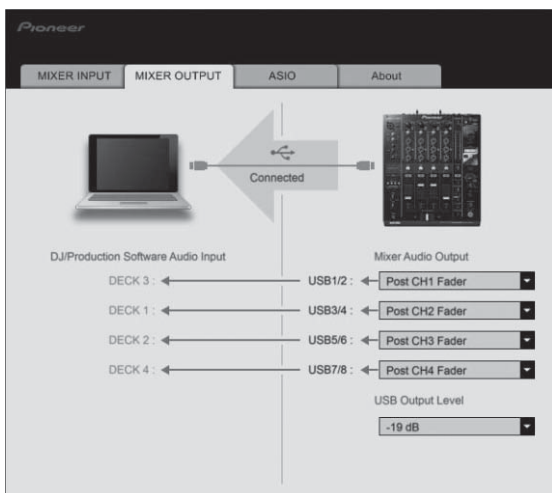 Pioneer
MIXER INPUT MIXER OUTPUT ASIO About
Connected
DJ/Production Software Audio Input Mixer Audio Output
DECK 3 : USB1/2 : Post CH1 Fader
DECK 1 : USB3/4 : Post CH2 Fader
DECK 2 : USB5/6 : Post CH3 Fader
DECK 4 : USB7/8 : Post CH4 Fader
USB Output Level
-19 dB